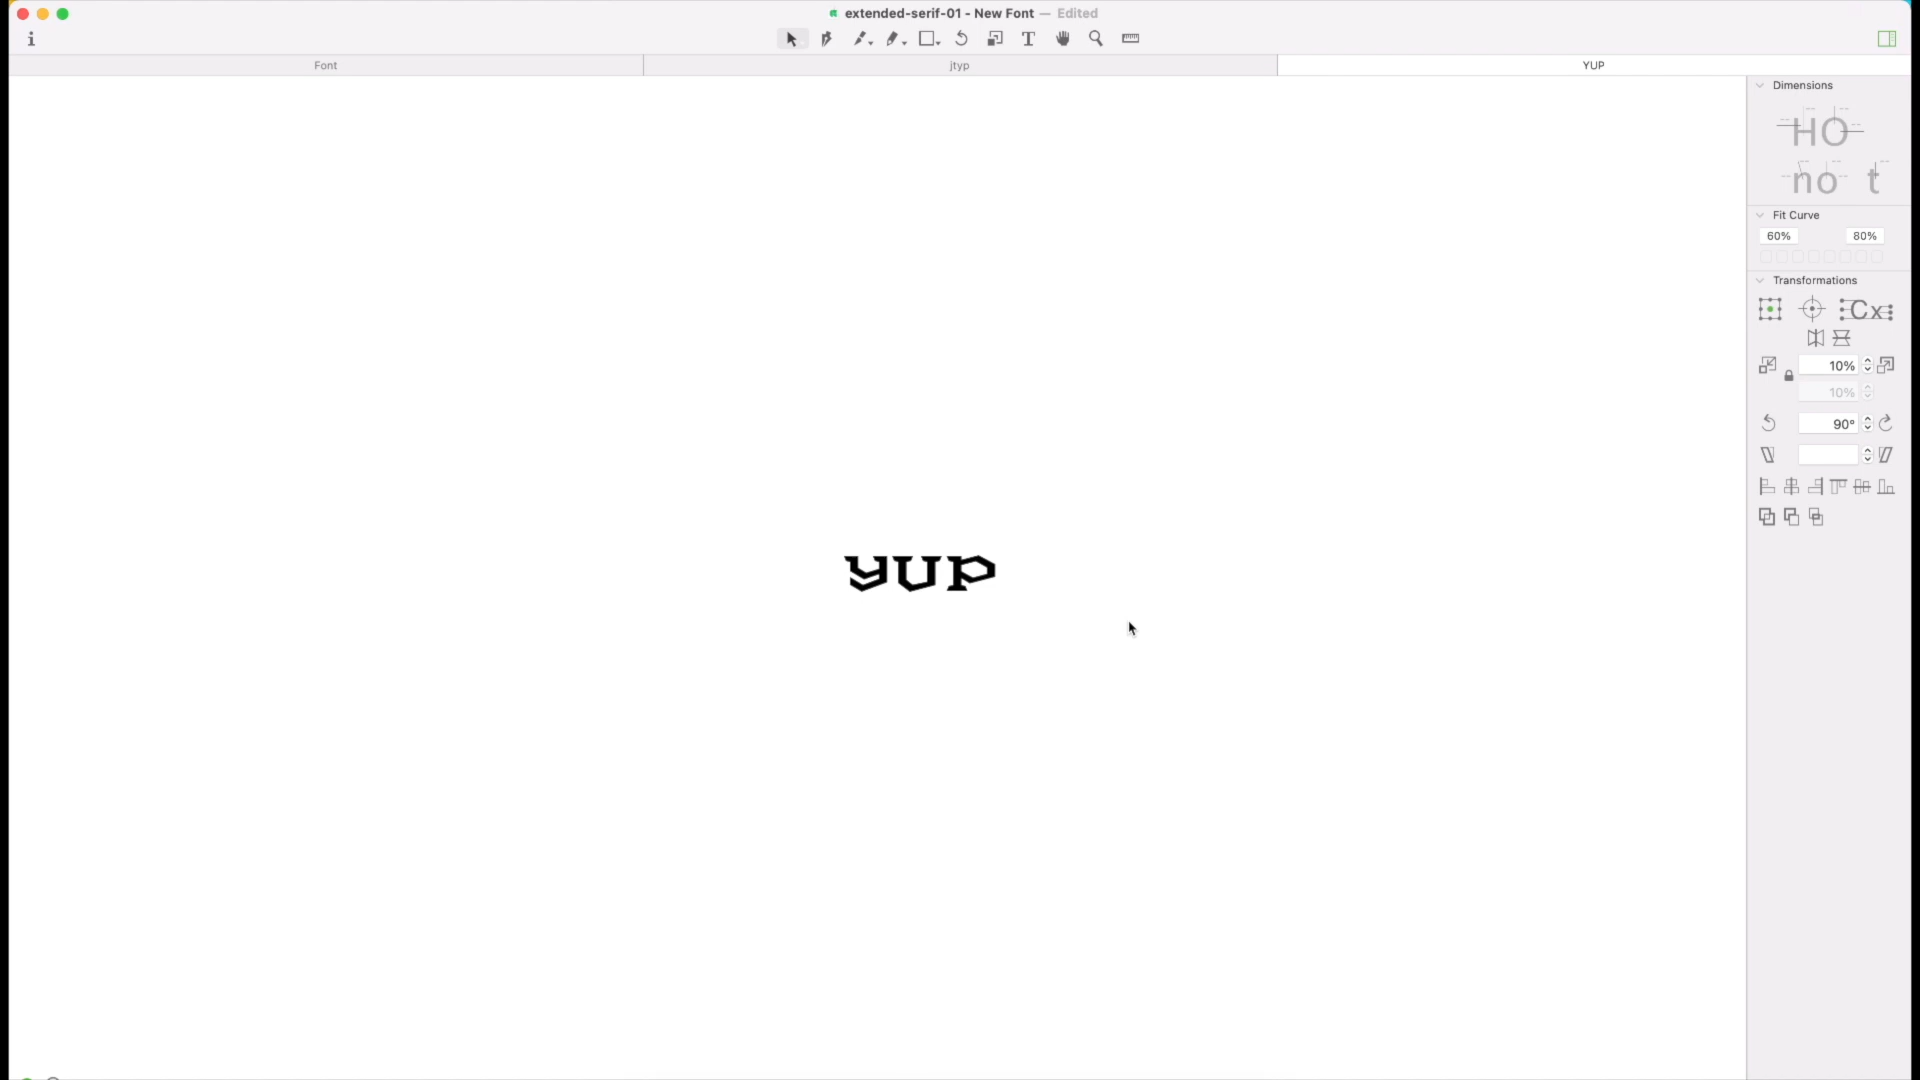 extended-serif-01 - New Font — Edited
Font
jtyp
YUP
Dimensions
HO
no t
Fit Curve
60%
80%
Transformations
Cx
10%
10%
90°
YUP